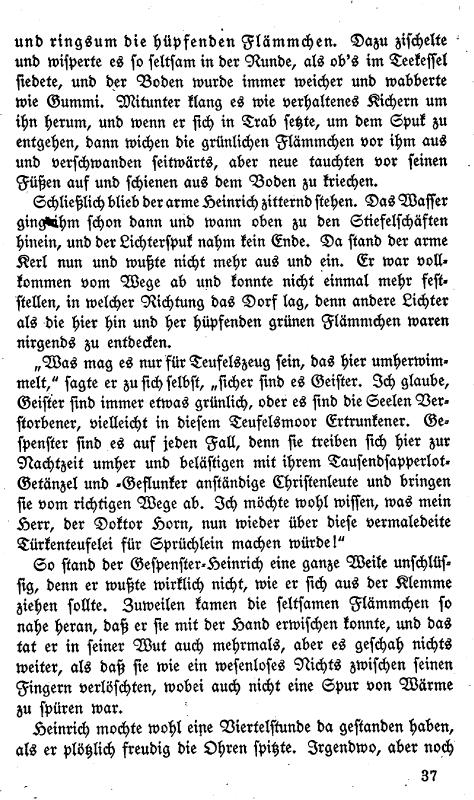 und ringsum die hüpfenden Flämmchen. Dazu zischelte
und wisperte es so seltsam in der Runde, als ob's im Teekessel
siedete, und der Boden wurde immer weicher und wabberte
wie Gummi. Mitunter klang es wie verhaltenes Kichern um
ihn herum, und wenn er sich in Trab setzte, um dem Spuk zu
entgehen, dann wichen die grünlichen Flämmchen vor ihm aus
und verschwanden seitwärts, aber neue tauchten vor seinen
Füßen auf und schienen aus dem Boden zu kriechen.
Schließlich blieb der arme Heinrich zitternd stehen. Das Wasser
ging ihm schon dann und wann oben zu den Stiefelschäften
hinein, und der Lichterspuk nahm kein Ende. Da stand der arme
Kerl nun und wußte nicht mehr aus und ein. Er war voll-
kommen vom Wege ab und konnte nicht einmal mehr fest-
stellen, in welcher Richtung das Dorf lag, denn andere Lichter
als die hier hin und her hüpfenden grünen Flämmchen waren
nirgends zu entdecken.
„Was mag es nur für Teufelszeug sein, das hier umherwim-
melt,“ sagte er zu sich selbst, „sicher sind es Geister. Ich glaube,
Geister sind immer etwas grünlich, oder es sind die Seelen Ver-
storbener, vielleicht in diesem Teufelsmoor Ertrunkener. Ge-
spenster sind es auf jeden Fall, denn sie treiben sich hier zur
Nachtzeit umher und belästigen mit ihrem Tausendsapperlot-
Getänzel und -Geflunker anständige Christenleute und bringen
sie vom richtigen Wege ab. Ich möchte wohl wissen, was mein
Herr, der Doktor Horn, nun wieder über diese vermaledeite
Türkenteufelei für Sprüchlein machen würde!“
So stand der Gespenster-Heinrich eine ganze Weile unschlüs-
sig, denn er wußte wirklich nicht, wie er sich aus der Klemme
ziehen sollte. Zuweilen kamen die seltsamen Flämmchen so
nahe heran, daß er sie mit der Hand erwischen konnte, und das
tat er in seiner Wut auch mehrmals, aber es geschah nichts
weiter, als daß sie wie ein wesenloses Nichts zwischen seinen
Fingern verlöschten, wobei auch nicht eine Spur von Wärme
zu spüren war.
Heinrich mochte wohl eine Viertelstunde da gestanden haben,
als er plötzlich freudig die Ohren spitzte. Irgendwo, aber noch
37